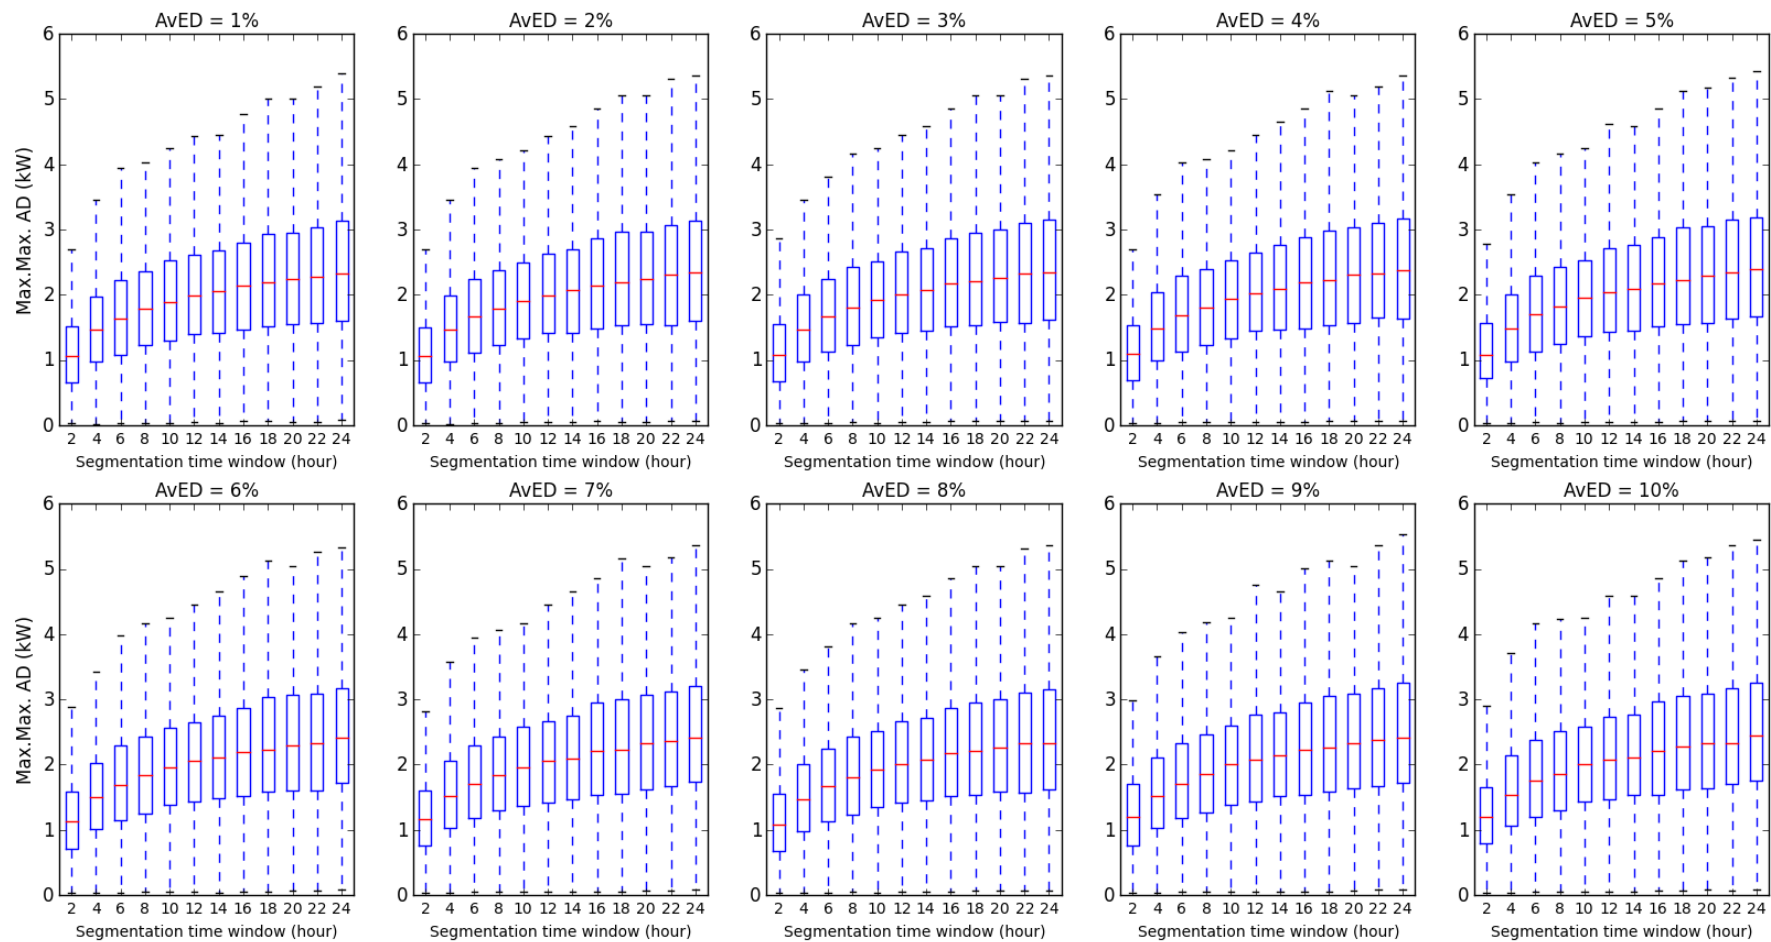 AvED = 1% AvED = 2% AvED = 3% AvED = 4% AvED = 5%
Max.Max. AD (kW)
6 6 6 6 6
5 5 5 5 5
4 4 4 4 4
3 3 3 3 3
2 2 2 2 2
1 1 1 1 1
0 0 0 0 0
2 4 6 8 10 12 14 16 18 20 22 24 2 4 6 8 10 12 14 16 18 20 22 24 2 4 6 8 10 12 14 16 18 20 22 24 2 4 6 8 10 12 14 16 18 20 22 24 2 4 6 8 10 12 14 16 18 20 22 24
Segmentation time window (hour) Segmentation time window (hour) Segmentation time window (hour) Segmentation time window (hour) Segmentation time window (hour)
AvED = 6% AvED = 7% AvED = 8% AvED = 9% AvED = 10%
Max.Max. AD (kW)
6 6 6 6 6
5 5 5 5 5
4 4 4 4 4
3 3 3 3 3
2 2 2 2 2
1 1 1 1 1
0 0 0 0 0
2 4 6 8 10 12 14 16 18 20 22 24 2 4 6 8 10 12 14 16 18 20 22 24 2 4 6 8 10 12 14 16 18 20 22 24 2 4 6 8 10 12 14 16 18 20 22 24 2 4 6 8 10 12 14 16 18 20 22 24
Segmentation time window (hour) Segmentation time window (hour) Segmentation time window (hour) Segmentation time window (hour) Segmentation time window (hour)